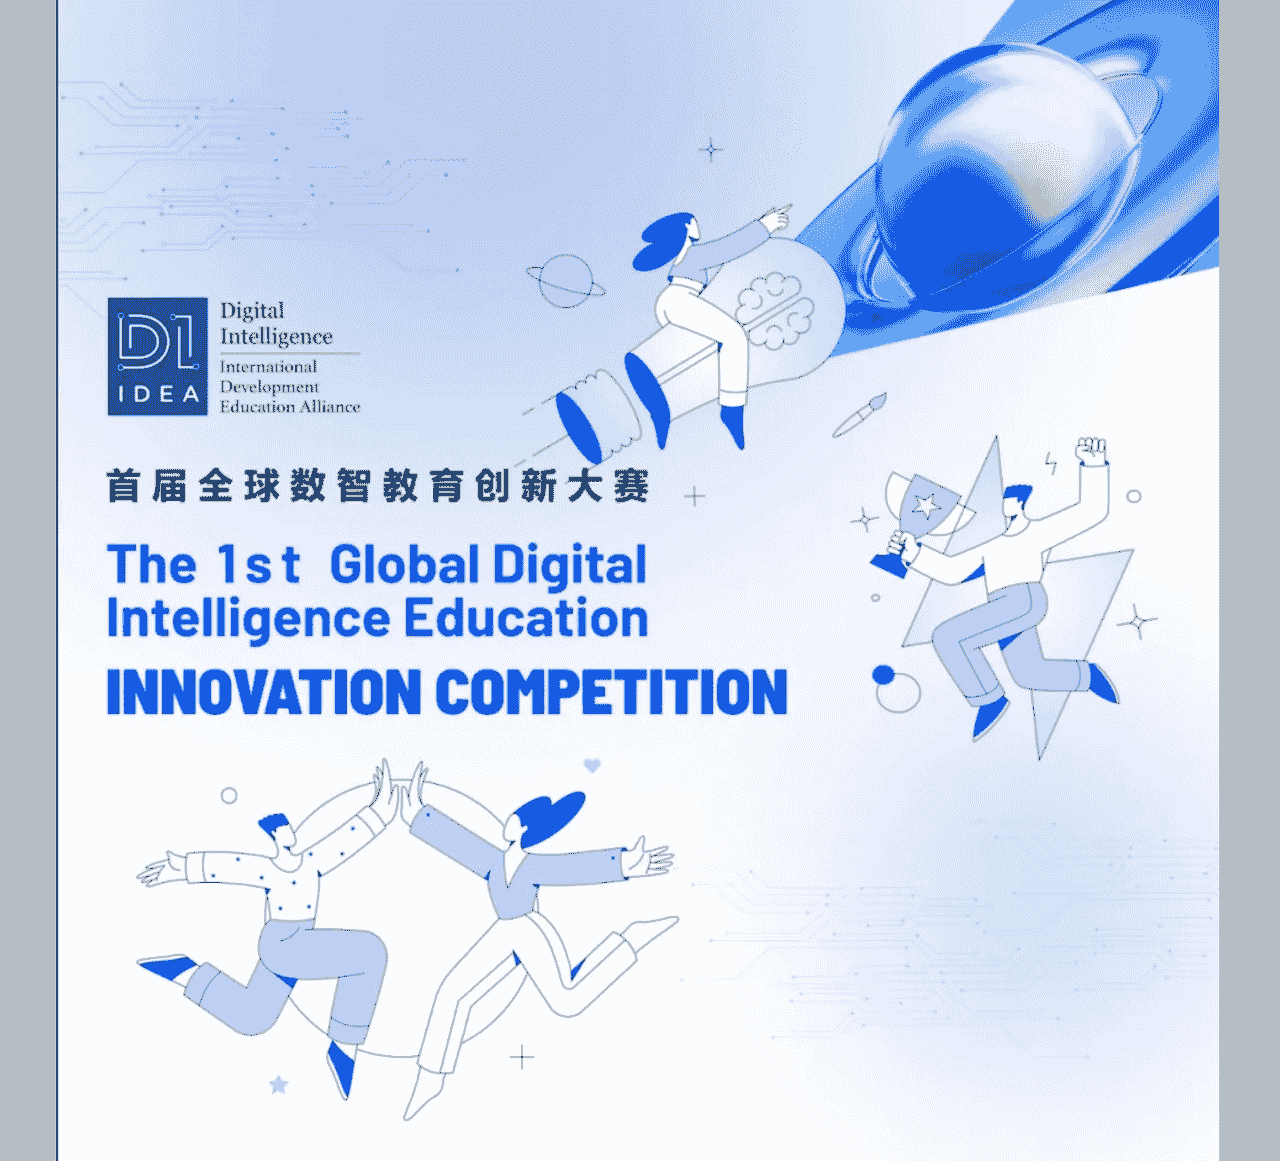 DI
IDEA
Digital
Intelligence
International
Development
Education Alliance
首届全球数智教育创新大赛
The 1st Global Digital
Intelligence Education
INNOVATION COMPETITION